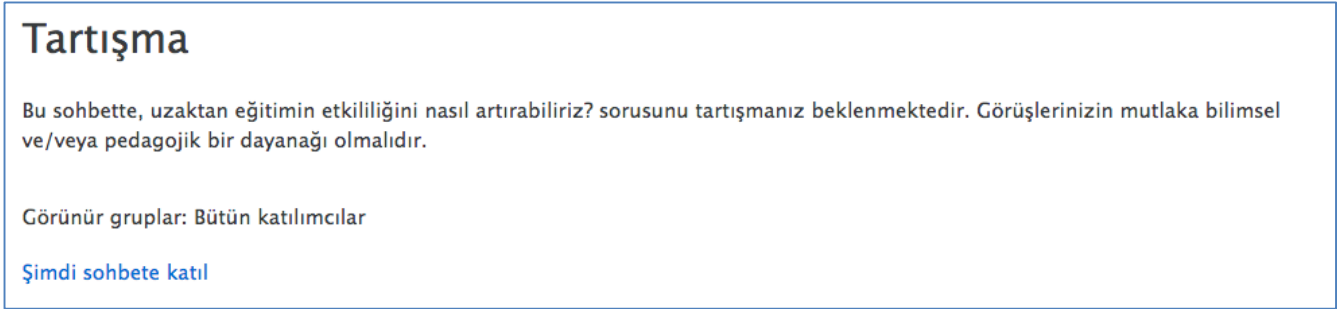 Tartışma
Bu sohbette, uzaktan eğitimin etkililiğini nasıl artırabiliriz? sorusunu tartışmanız beklenmektedir. Görüşlerinizin mutlaka bilimsel
ve/veya pedagojik bir dayanağı olmalıdır.
Görünür gruplar: Bütün katılımcılar
Şimdi sohbete katıl